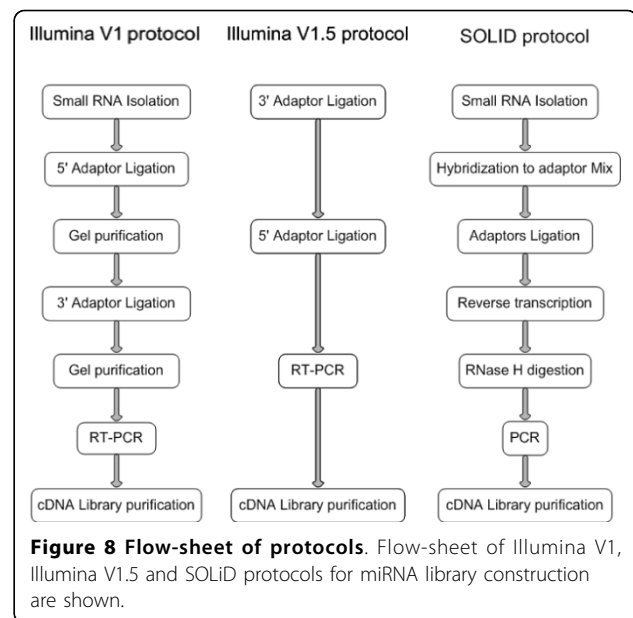 Illumina V1 protocol
Small RNA Isolation
5' Adaptor Ligation
Gel purification
3' Adaptor Ligation
Gel purification
RT-PCR
cDNA Library purification
Illumina V1.5 protocol
3' Adaptor Ligation
5' Adaptor Ligation
RT-PCR
cDNA Library purification
SOLID protocol
Small RNA Isolation
Hybridization to adaptor Mix
Adaptors Ligation
Reverse transcription
RNase H digestion
PCR
cDNA Library purification
Figure 8 Flow-sheet of protocols. Flow-sheet of Illumina V1,
Illumina V1.5 and SOLiD protocols for miRNA library construction
are shown.